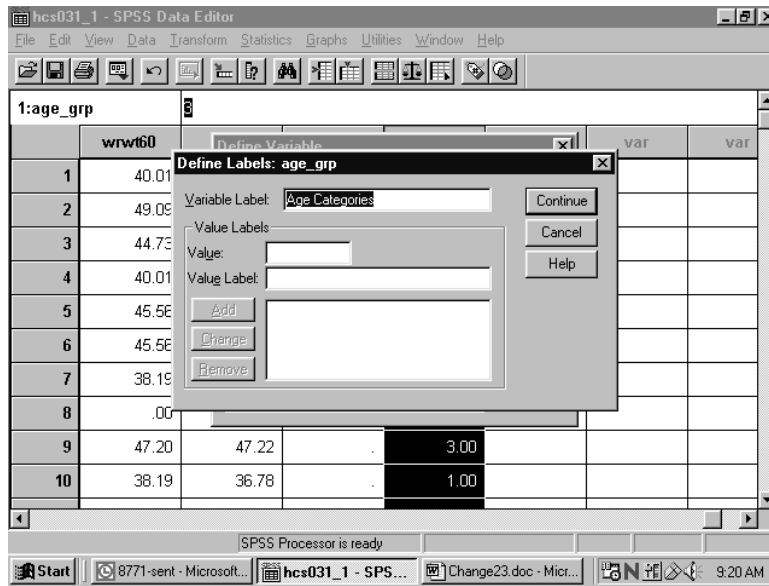 hcs031_1 - SPSS Data Editor
File Edit View Data Transform Statistics Graphs Utilities Window Help
1:age_grp 3
wrwt60 var var
Define Variable
Define Labels: age_grp
Variable Label: Age Categories
Continue
Value Labels
Cancel
Value:
Help
Value Label:
Add
Change
Remove
1 40.01
2 49.09
3 44.73
4 40.01
5 45.56
6 45.56
7 38.19
8 .00
9 47.20 47.22 . 3.00
10 38.19 36.78 . 1.00
SPSS Processor is ready
Start 8771-sent - Microsoft... hcs031_1 - SPS... Change23.doc - Micr... 9:20 AM